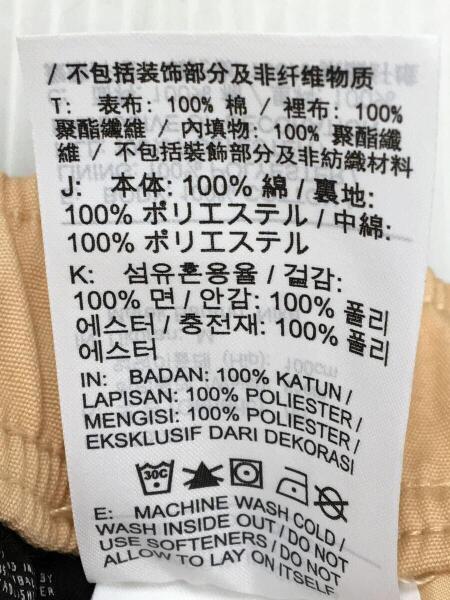 / 不包括装饰部分及非纤维物质
T: 表布: 100% 棉 / 裡布: 100%
聚酯纖維 / 內填物: 100% 聚酯纖
維 / 不包括裝飾部分及非紡織材料
J: 本体: 100% 綿 / 裏地:
100% ポリエステル / 中綿:
100% ポリエステル
K: 섬유혼용율 / 겉감:
100% 면 / 안감: 100% 폴리
에스터 / 충전재: 100% 폴리
에스터
IN: BADAN: 100% KATUN /
LAPISAN: 100% POLIESTER /
MENGISI: 100% POLIESTER /
EKSKLUSIF DARI DEKORASI
30C
E: MACHINE WASH COLD /
WASH INSIDE OUT / DO NOT
USE SOFTENERS / DO NOT
ALLOW TO LAY ON ITSELF